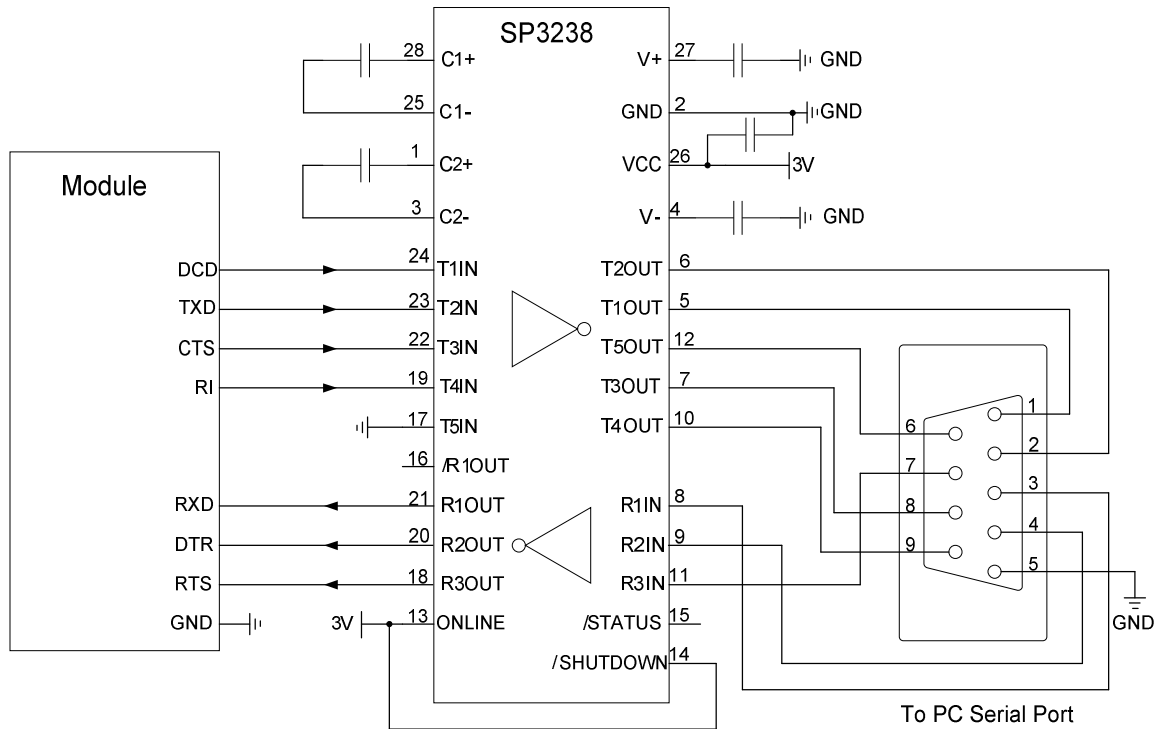 SP3238
28 C1+ V+ 27 GND
25 C1- GND 2 GND
1 C2+ VCC 26 3V
3 C2- V- 4 GND
Module
DCD 24 T1IN T2OUT 6
TXD 23 T2IN T1OUT 5
CTS 22 T3IN T5OUT 12
RI 19 T4IN T3OUT 7
17 T5IN T4OUT 10
16 /R1OUT
RXD 21 R1OUT R1IN 8
DTR 20 R2OUT R2IN 9
RTS 18 R3OUT R3IN 11
GND 3V 13 ONLINE /STATUS 15
/SHUTDOWN 14
1
6
2
7
3
8
4
9
5
GND
To PC Serial Port